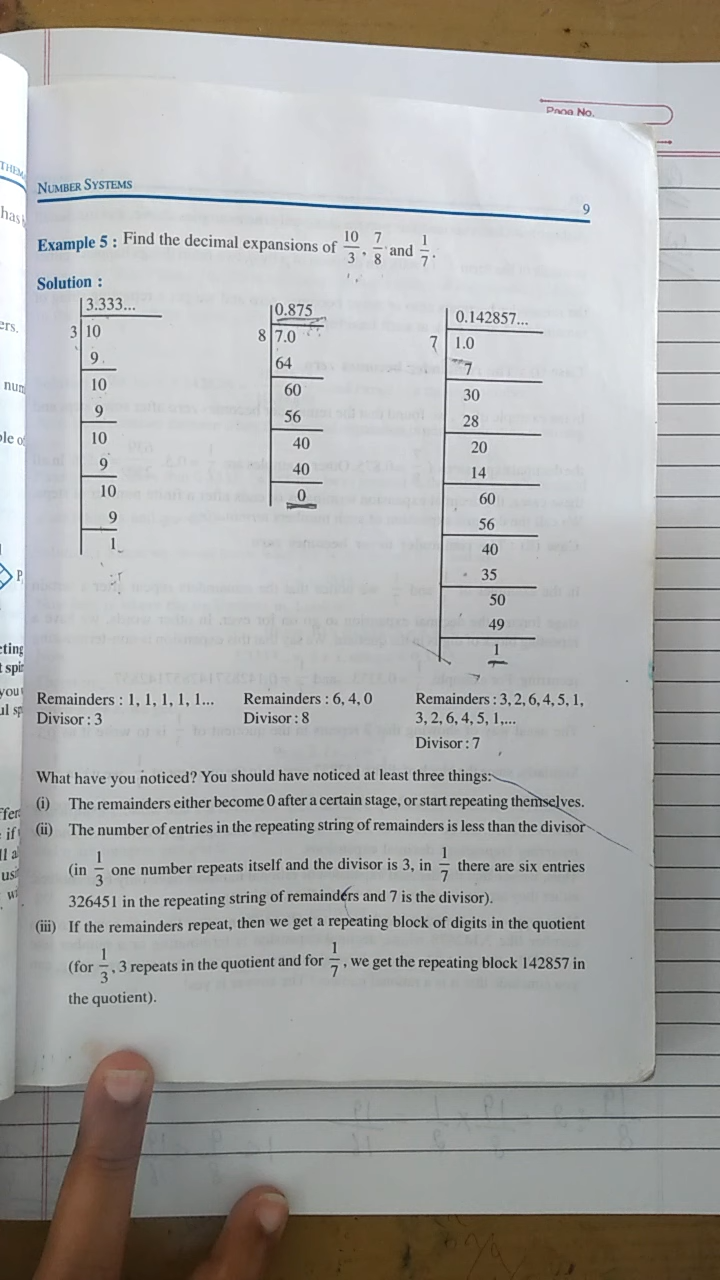 Page No.
NUMBER SYSTEMS
9
Example 5 : Find the decimal expansions of 10/3, 7/8 and 1/7.
Solution :
3.333...
3 10
9
10
9
10
9
10
9
1
0.875
8 7.0
64
60
56
40
40
0
0.142857...
7 1.0
7
30
28
20
14
60
56
40
35
50
49
1
Remainders : 1, 1, 1, 1, 1...
Divisor : 3
Remainders : 6, 4, 0
Divisor : 8
Remainders : 3, 2, 6, 4, 5, 1,
3, 2, 6, 4, 5, 1,....
Divisor : 7
What have you noticed? You should have noticed at least three things:
(i) The remainders either become 0 after a certain stage, or start repeating themselves.
(ii) The number of entries in the repeating string of remainders is less than the divisor
(in 1/3 one number repeats itself and the divisor is 3, in 1/7 there are six entries
326451 in the repeating string of remainders and 7 is the divisor).
(iii) If the remainders repeat, then we get a repeating block of digits in the quotient
(for 1/3, 3 repeats in the quotient and for 1/7, we get the repeating block 142857 in
the quotient).